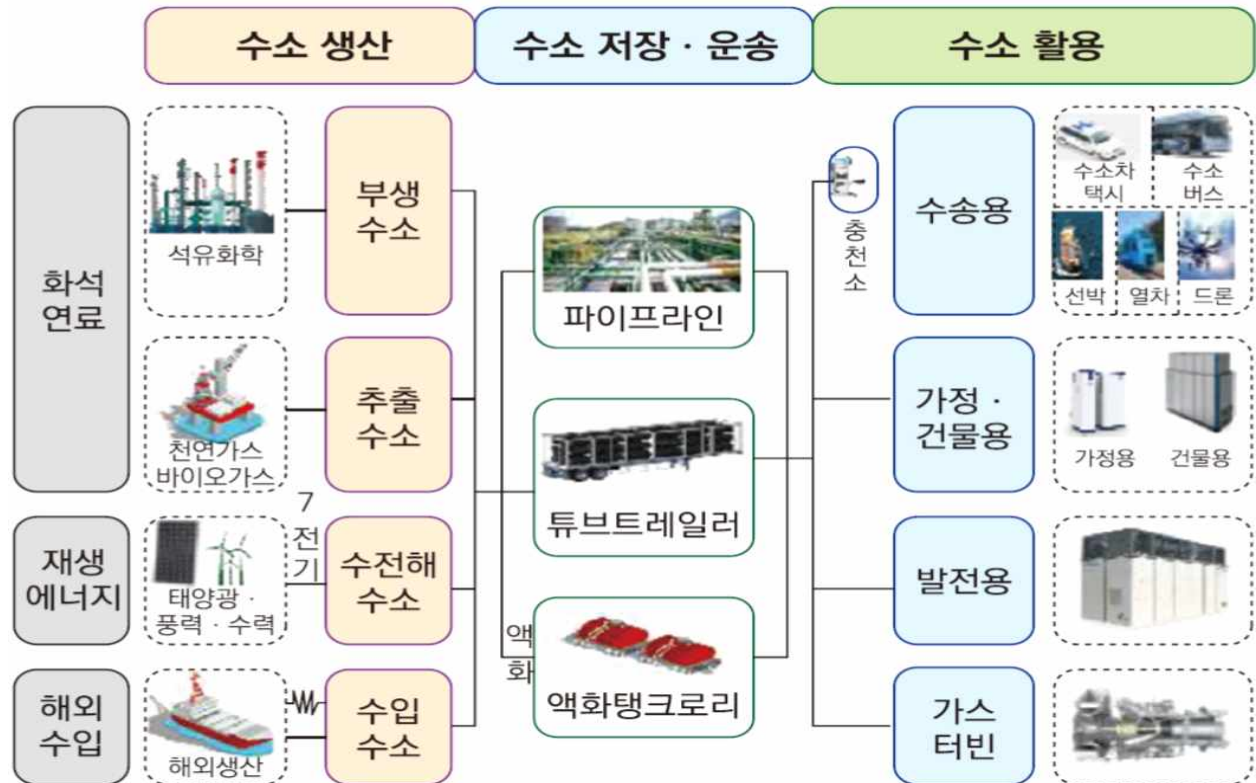 수소 생산
수소 저장 · 운송
수소 활용
화석
연료
석유화학
부생
수소
천연가스
바이오가스
추출
수소
재생
에너지
태양광 ·
풍력 · 수력
7
전
기
수전해
수소
해외
수입
해외생산
수입
수소
파이프라인
튜브트레일러
액
화
액화탱크로리
충
천
소
수송용
수소차
택시
수소
버스
선박
열차
드론
가정 ·
건물용
가정용
건물용
발전용
가스
터빈